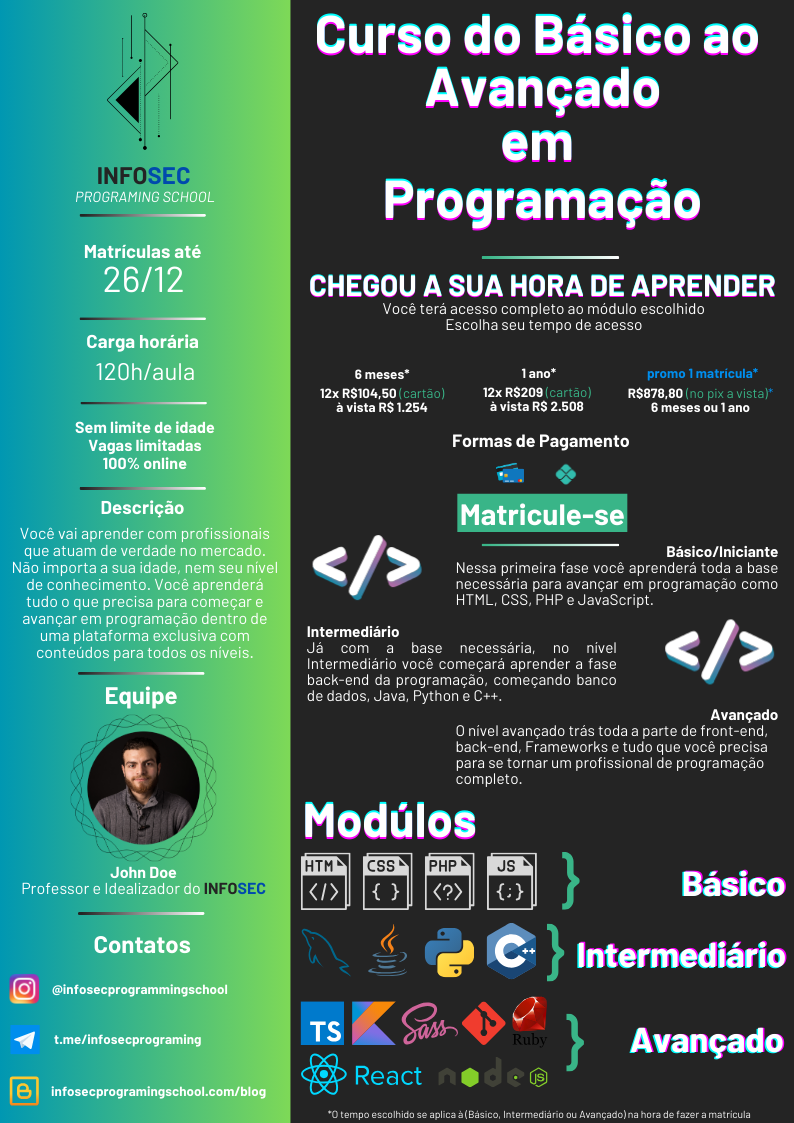 INFOSEC
PROGRAMING SCHOOL
Matrículas até
26/12
Carga horária
120h/aula
Sem limite de idade
Vagas limitadas
100% online
Descrição
Você vai aprender com profissionais
que atuam de verdade no mercado.
Não importa a sua idade, nem seu nível
de conhecimento. Você aprenderá
tudo o que precisa para começar e
avançar em programação dentro de
uma plataforma exclusiva com
conteúdos para todos os níveis.
Equipe
John Doe
Professor e Idealizador do INFOSEC
Contatos
@infosecprogrammingschool
t.me/infosecprograming
infosecprogramingschool.com/blog
Curso do Básico ao
Avançado
em
Programação
CHEGOU A SUA HORA DE APRENDER
Você terá acesso completo ao módulo escolhido
Escolha seu tempo de acesso
6 meses*
12x R$104,50 (cartão)
à vista R$ 1.254
1 ano*
12x R$209 (cartão)
à vista R$ 2.508
promo 1 matrícula*
R$878,80 (no pix a vista)*
6 meses ou 1 ano
Formas de Pagamento
Matricule-se
</>
Básico/Iniciante
Nessa primeira fase você aprenderá toda a base
necessária para avançar em programação como
HTML, CSS, PHP e JavaScript.
Intermediário
Já com a base necessária, no nível
Intermediário você começará aprender a fase
back-end da programação, começando banco
de dados, Java, Python e C++.
</>
Avançado
O nível avançado trás toda a parte de front-end,
back-end, Frameworks e tudo que você precisa
para se tornar um profissional de programação
completo.
Modúlos
HTM CSS PHP JS
</> { } <?> {;}
} Básico
C++ } Intermediário
TS Sass Ruby
} Avançado
React node JS
*O tempo escolhido se aplica à (Básico, Intermediário ou Avançado) na hora de fazer a matrícula